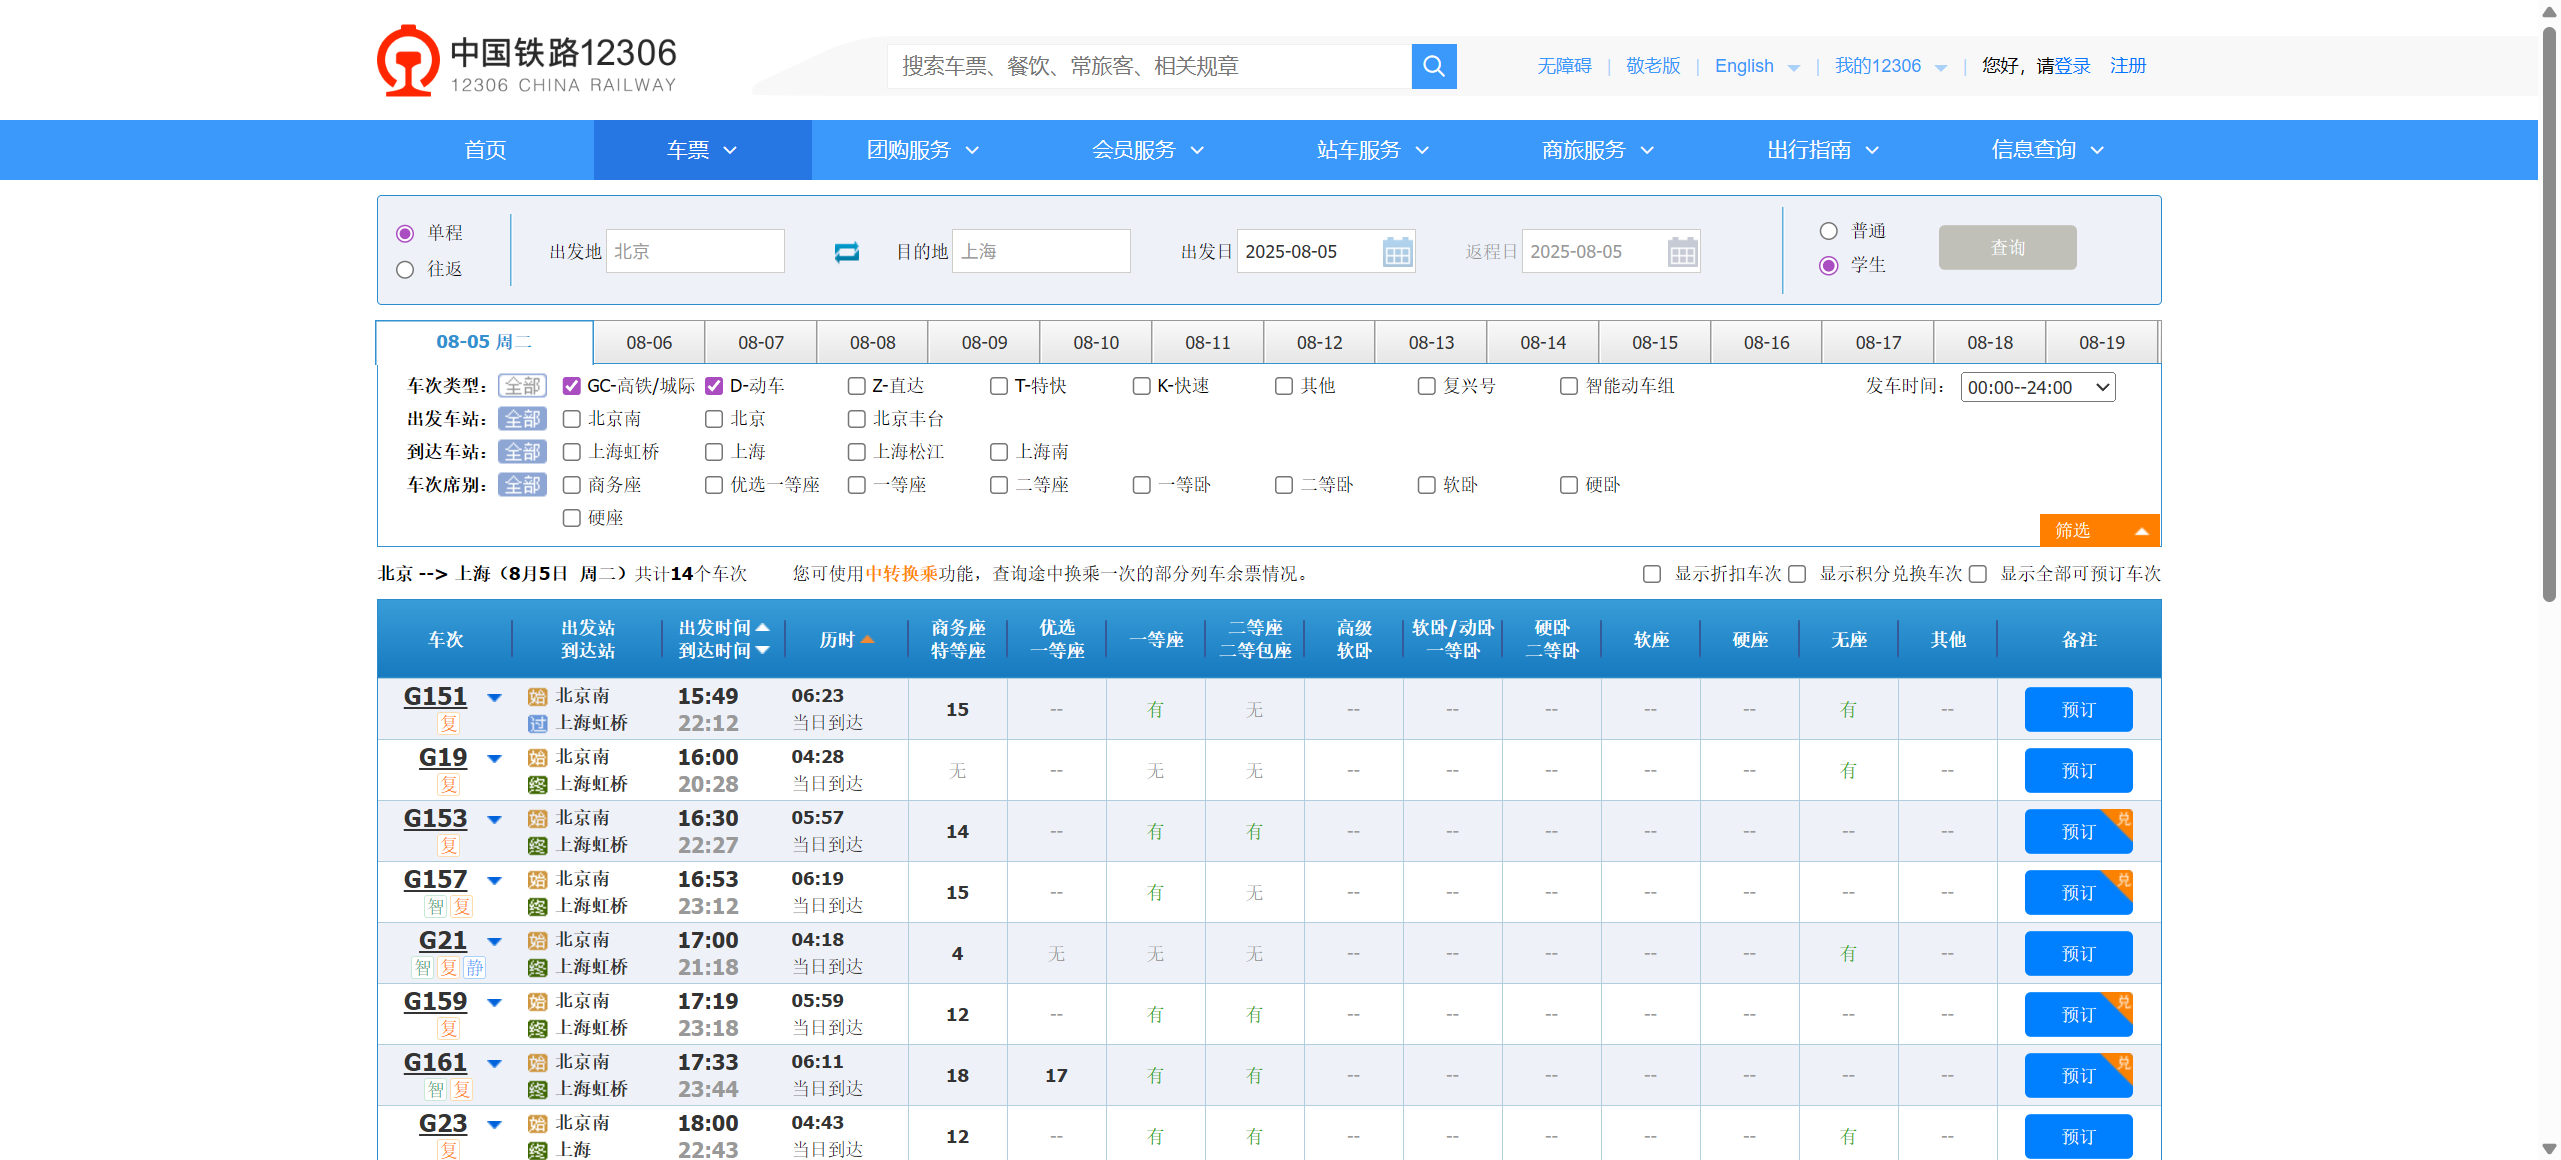 中国铁路12306
12306 CHINA RAILWAY
搜索车票、餐饮、常旅客、相关规章
无障碍 | 敬老版 | English | 我的12306 | 您好，请登录 注册
首页 车票 团购服务 会员服务 站车服务 商旅服务 出行指南 信息查询
单程
往返
出发地 北京 目的地 上海 出发日 2025-08-05 返程日 2025-08-05
普通
学生
查询
08-05 周二 08-06 08-07 08-08 08-09 08-10 08-11 08-12 08-13 08-14 08-15 08-16 08-17 08-18 08-19
车次类型： 全部 GC-高铁/城际 D-动车 Z-直达 T-特快 K-快速 其他 复兴号 智能动车组 发车时间： 00:00--24:00
出发车站： 全部 北京南 北京 北京丰台
到达车站： 全部 上海虹桥 上海 上海松江 上海南
车次席别： 全部 商务座 优选一等座 一等座 二等座 一等卧 二等卧 软卧 硬卧
硬座
筛选
北京 --> 上海（8月5日 周二）共计14个车次 您可使用中转换乘功能，查询途中换乘一次的部分列车余票情况。 显示折扣车次 显示积分兑换车次 显示全部可预订车次
车次 出发站 到达站 出发时间 到达时间 历时 商务座 特等座 优选 一等座 一等座 二等座 二等包座 高级 软卧 软卧/动卧 一等卧 硬卧 二等卧 软座 硬座 无座 其他 备注
G151 始 北京南 15:49 06:23 15 -- 有 无 -- -- -- -- -- 有 -- 预订
复 过 上海虹桥 22:12 当日到达
G19 始 北京南 16:00 04:28 无 -- 无 无 -- -- -- -- -- 有 -- 预订
复 终 上海虹桥 20:28 当日到达
G153 始 北京南 16:30 05:57 14 -- 有 有 -- -- -- -- -- -- -- 预订 兑
复 终 上海虹桥 22:27 当日到达
G157 始 北京南 16:53 06:19 15 -- 有 无 -- -- -- -- -- -- -- 预订 兑
智 复 终 上海虹桥 23:12 当日到达
G21 始 北京南 17:00 04:18 4 无 无 无 -- -- -- -- -- 有 -- 预订
智 复 静 终 上海虹桥 21:18 当日到达
G159 始 北京南 17:19 05:59 12 -- 有 有 -- -- -- -- -- -- -- 预订 兑
复 终 上海虹桥 23:18 当日到达
G161 始 北京南 17:33 06:11 18 17 有 有 -- -- -- -- -- -- -- 预订 兑
智 复 终 上海虹桥 23:44 当日到达
G23 始 北京南 18:00 04:43 12 -- 有 有 -- -- -- -- -- 有 -- 预订
复 终 上海 22:43 当日到达